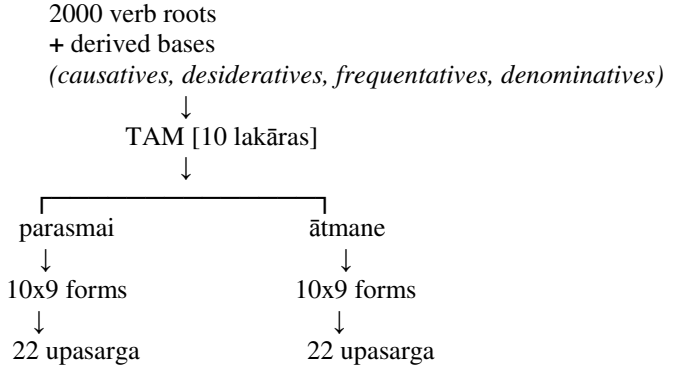 2000 verb roots
+ derived bases
(causatives, desideratives, frequentatives, denominatives)
↓
TAM [10 lakāras]
↓
parasmai ātmane
↓ ↓
10x9 forms 10x9 forms
↓ ↓
22 upasarga 22 upasarga